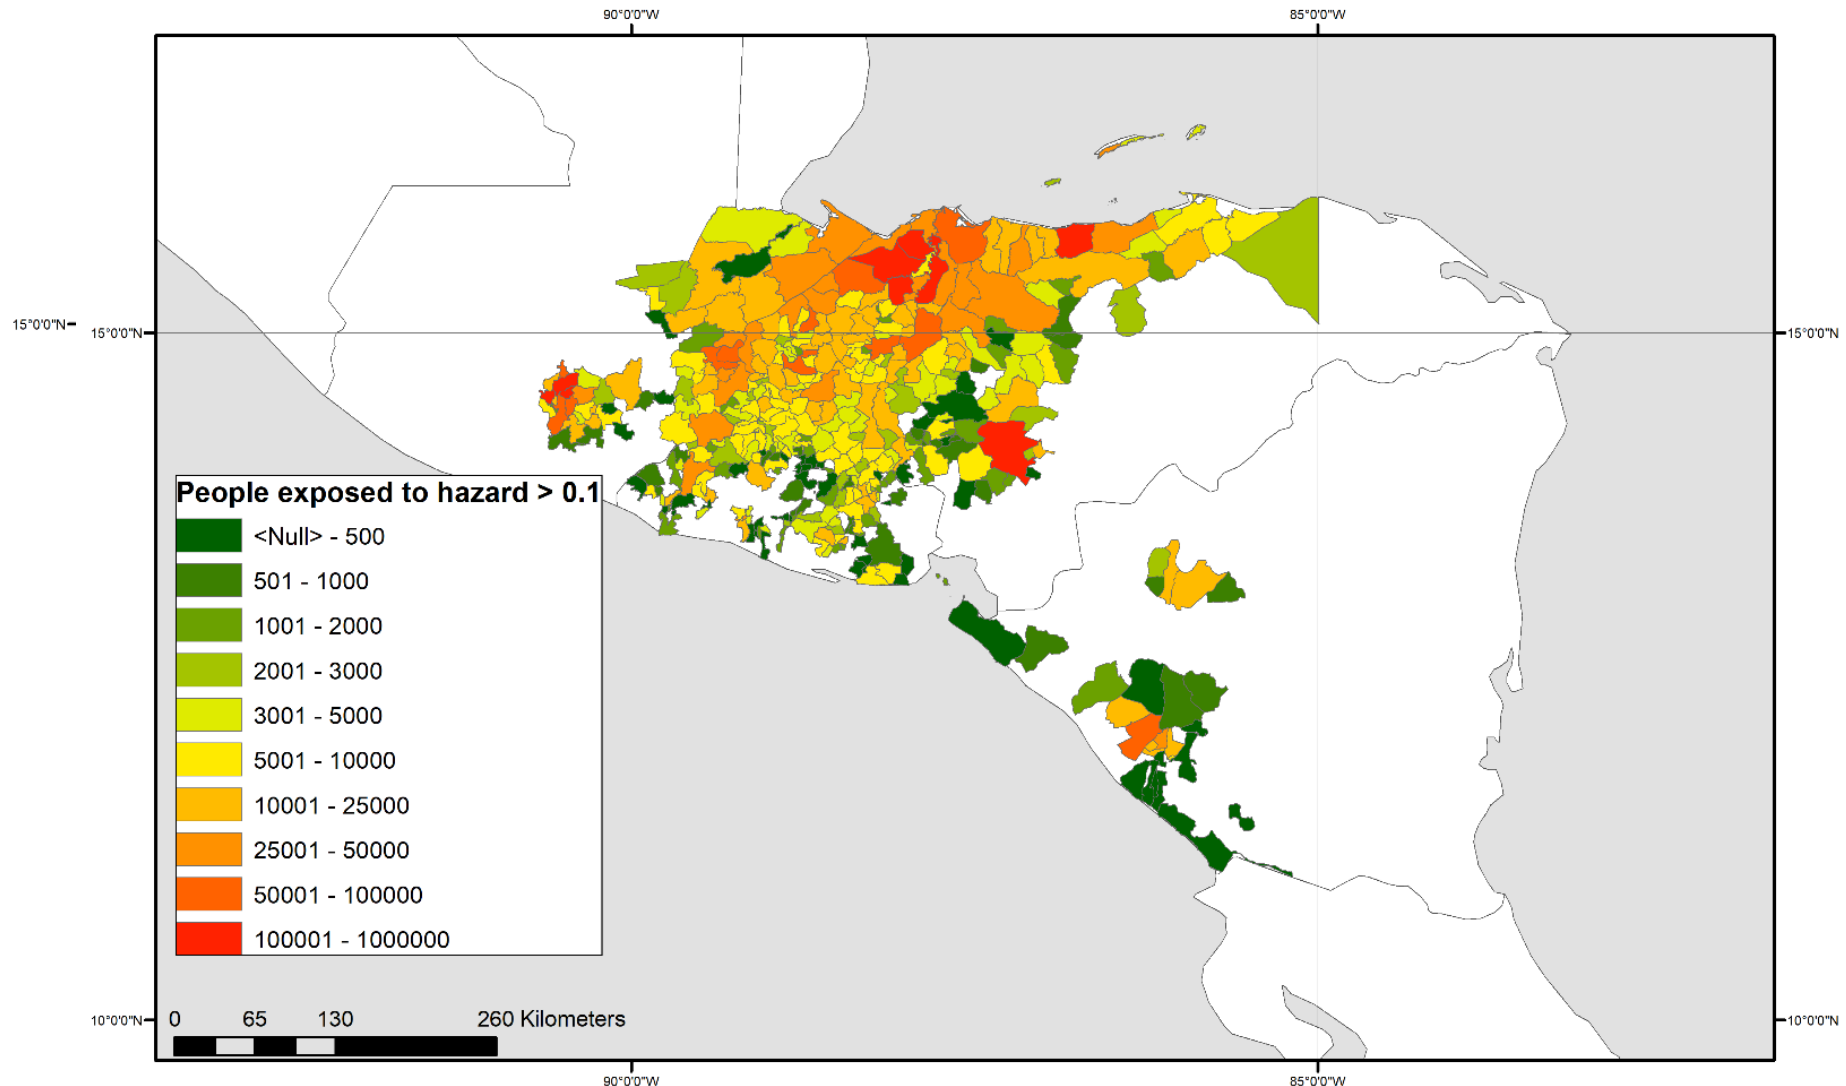 90°0'0"W 85°0'0"W
15°0'0"N
15°0'0"N 15°0'0"N
People exposed to hazard > 0.1
<Null> - 500
501 - 1000
1001 - 2000
2001 - 3000
3001 - 5000
5001 - 10000
10001 - 25000
25001 - 50000
50001 - 100000
100001 - 1000000
0 65 130 260 Kilometers
10°0'0"N 10°0'0"N
90°0'0"W 85°0'0"W